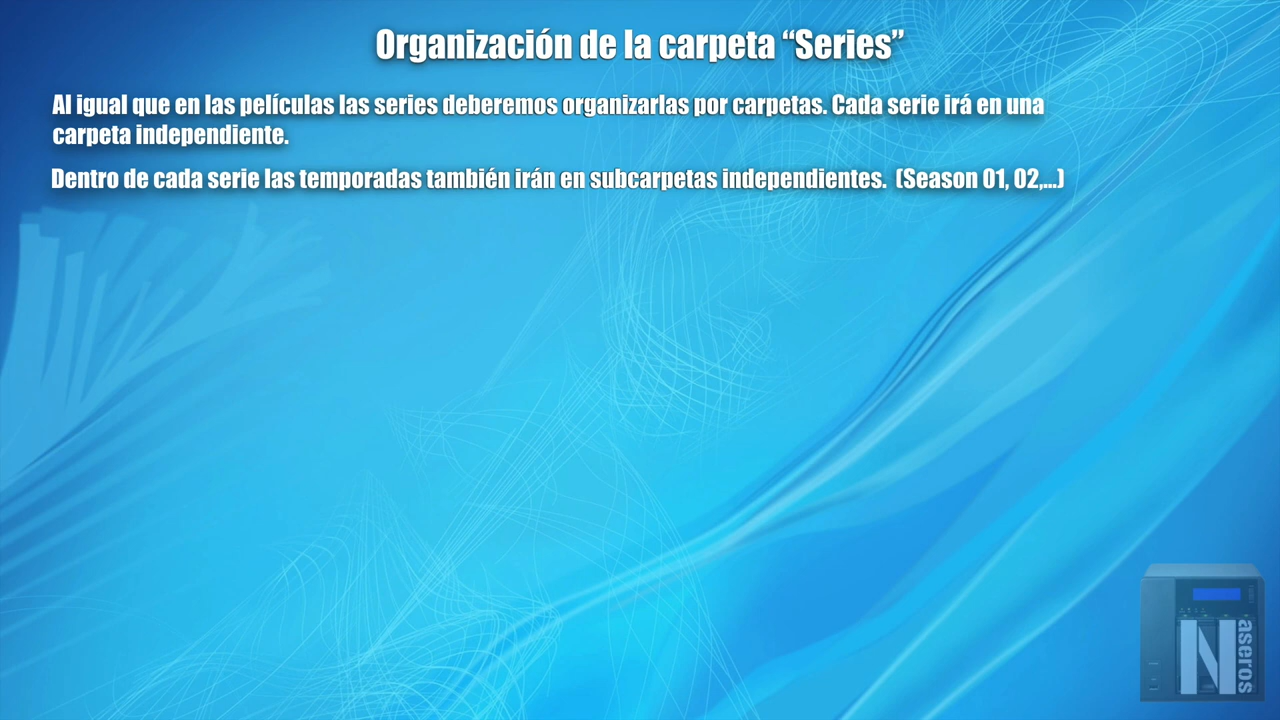 Organización de la carpeta “Series”
Al igual que en las películas las series deberemos organizarlas por carpetas. Cada serie irá en una
carpeta independiente.
Dentro de cada serie las temporadas también irán en subcarpetas independientes.  (Season 01, 02,...)
Naseros